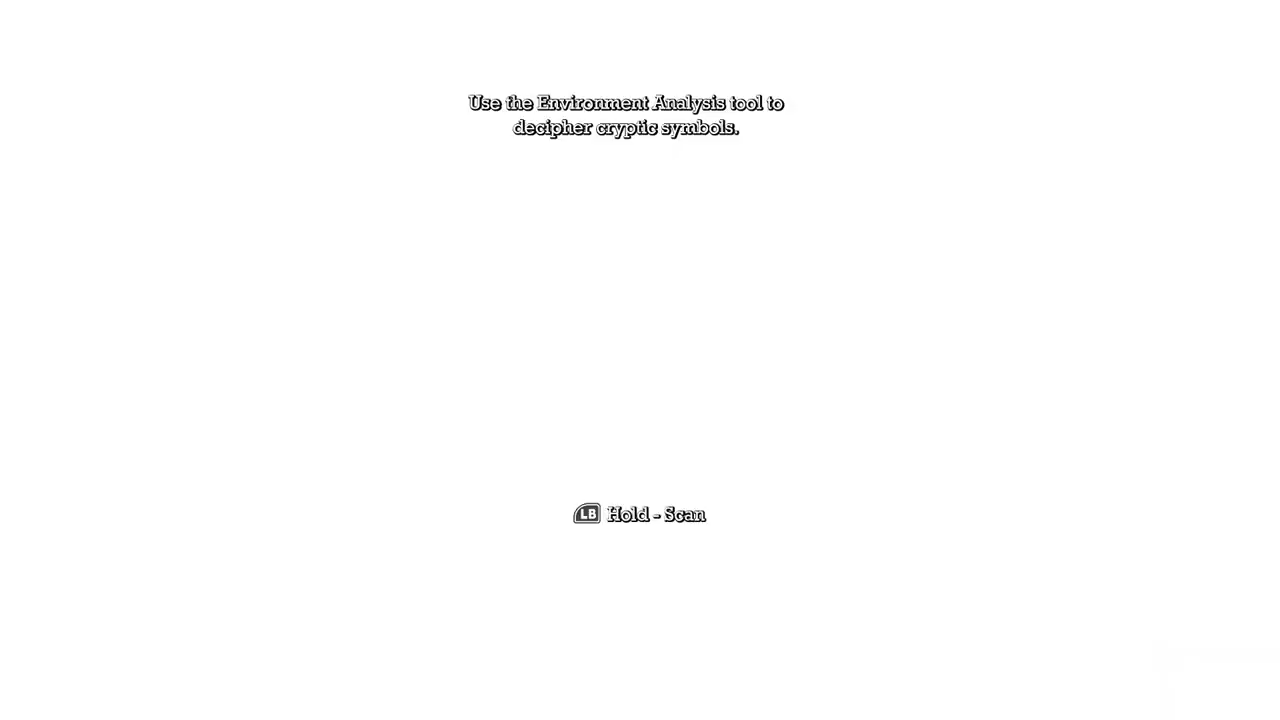 Use the Environment Analysis tool to
decipher cryptic symbols.
LB Hold - Scan